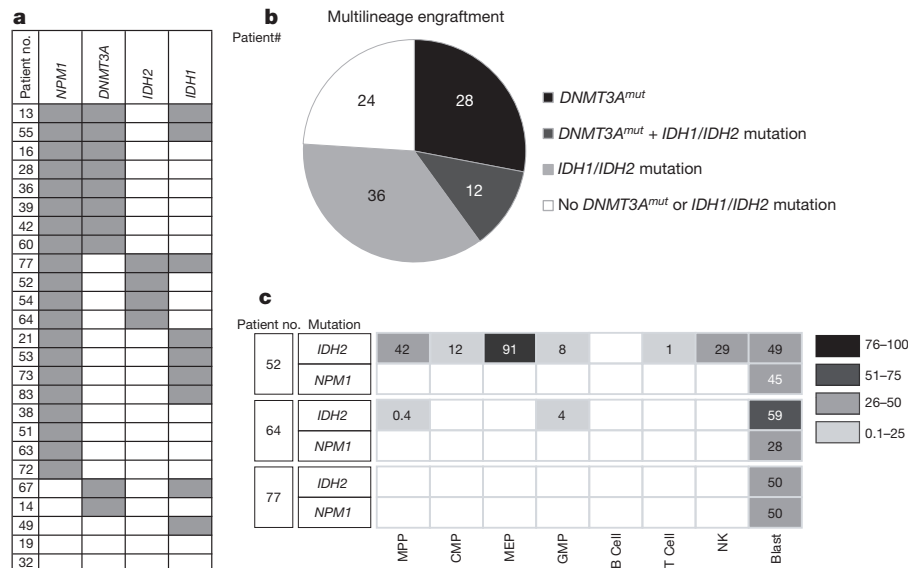 a
Patient no.
NPM1
DNMT3A
IDH2
IDH1
13
55
16
28
36
39
42
60
77
52
54
64
21
53
73
83
38
51
63
72
67
14
49
19
32
b
Multilineage engraftment
Patient#
24
28
12
36
DNMT3Amut
DNMT3Amut + IDH1/IDH2 mutation
IDH1/IDH2 mutation
No DNMT3Amut or IDH1/IDH2 mutation
c
Patient no. Mutation
52
IDH2 42 12 91 8 1 29 49
NPM1 45
64
IDH2 0.4 4 59
NPM1 28
77
IDH2 50
NPM1 50
MPP
CMP
MEP
GMP
B Cell
T Cell
NK
Blast
76–100
51–75
26–50
0.1–25